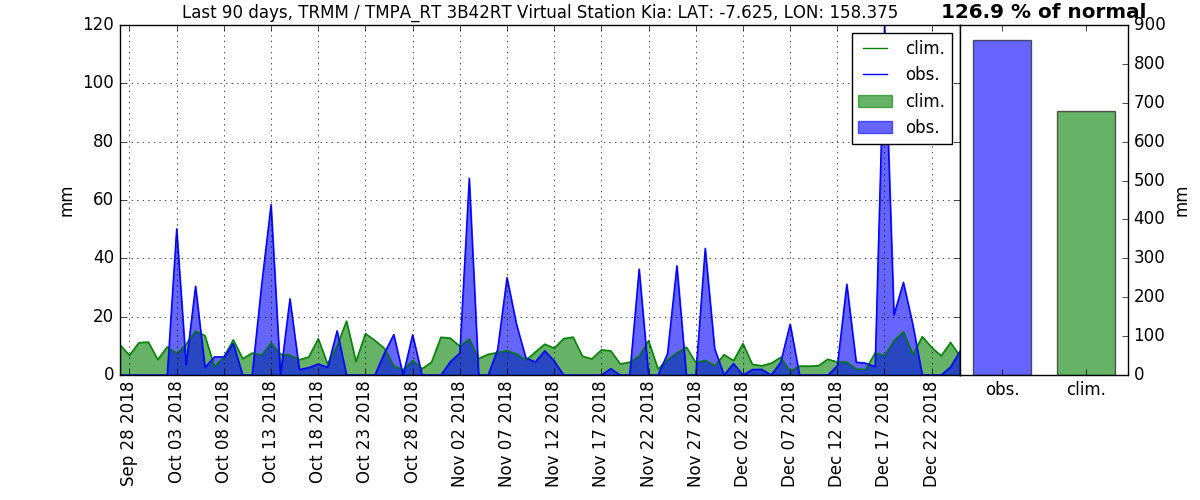 Last 90 days, TRMM / TMPA_RT 3B42RT Virtual Station Kia: LAT: -7.625, LON: 158.375
126.9 % of normal
120
100
80
60
40
20
0
mm
clim.
obs.
clim.
obs.
900
800
700
600
500
400
300
200
100
0
mm
Sep 28 2018
Oct 03 2018
Oct 08 2018
Oct 13 2018
Oct 18 2018
Oct 23 2018
Oct 28 2018
Nov 02 2018
Nov 07 2018
Nov 12 2018
Nov 17 2018
Nov 22 2018
Nov 27 2018
Dec 02 2018
Dec 07 2018
Dec 12 2018
Dec 17 2018
Dec 22 2018
obs.
clim.